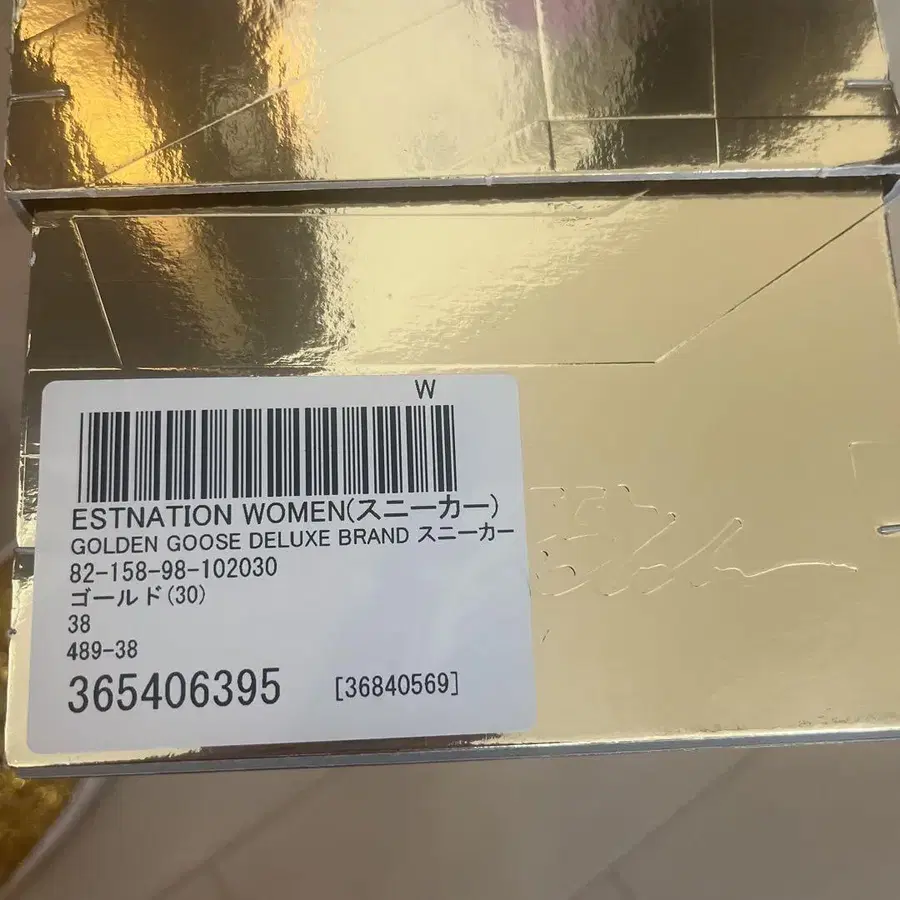 W
ESTNATION WOMEN(スニーカー)
GOLDEN GOOSE DELUXE BRAND スニーカー
82-158-98-102030
ゴールド(30)
38
489-38
365406395 [36840569]